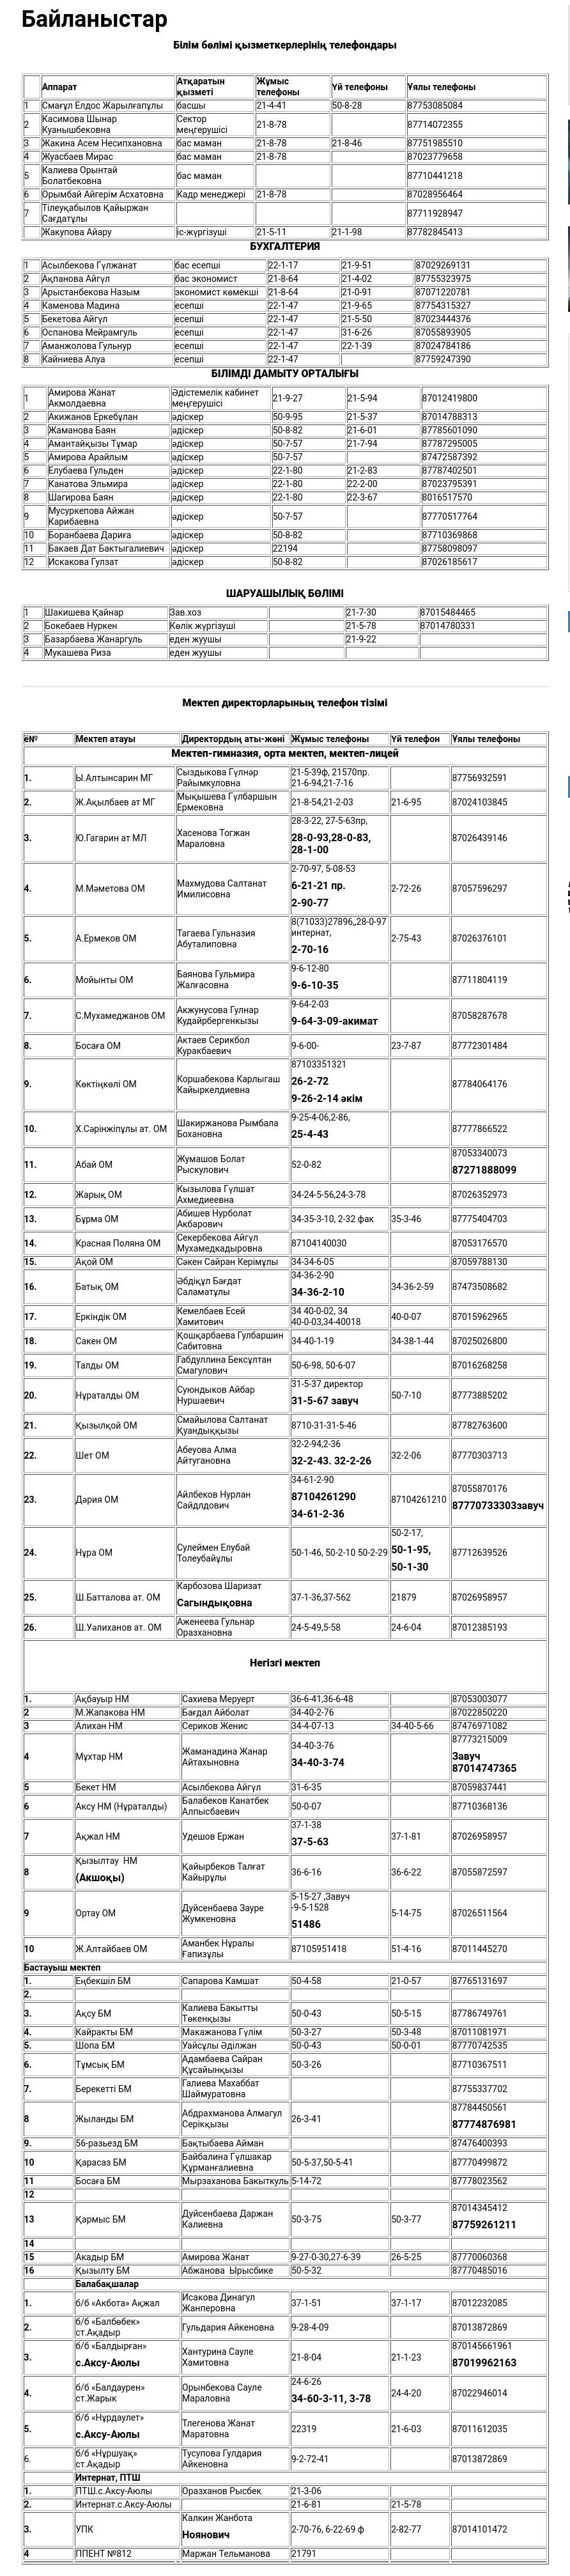 Байланыстар
Білім бөлімі қызметкерлерінің телефондары
Аппарат Атқаратын қызметі Жұмыс телефоны Үй телефоны Ұялы телефоны
1 Смағұл Елдос Жарылғапұлы басшы 21-4-41 50-8-28 87753085084
2 Касимова Шынар Куанышбековна Сектор меңгерушісі 21-8-78 87714072355
3 Жакина Асем Несипхановна бас маман 21-8-78 21-8-46 87751985510
4 Жуасбаев Мирас бас маман 21-8-78 87023779658
5 Калиева Орынтай Болатбековна бас маман 87710441218
6 Орымбай Айгерім Асхатовна Кадр менеджері 21-8-78 87028956464
7 Тілеуқабылов Қайыржан Сағдатұлы 87711928947
Жакупова Айару іс-жүргізуші 21-5-11 21-1-98 87782845413
БУХГАЛТЕРИЯ
1 Асылбекова Гүлжанат бас есепші 22-1-17 21-9-51 87029269131
2 Ақпанова Айгүл бас экономист 21-8-64 21-4-02 87755323975
3 Арыстанбекова Назым экономист көмекші 21-8-64 21-0-91 87071220781
4 Каменова Мадина есепші 22-1-47 21-9-65 87754315327
5 Бекетова Айгүл есепші 22-1-47 21-5-50 87023444376
6 Оспанова Мейрамгуль есепші 22-1-47 31-6-26 87055893905
7 Аманжолова Гульнур есепші 22-1-47 22-1-39 87024784186
8 Кайниева Алуа есепші 22-1-47 87759247390
БІЛІМДІ ДАМЫТУ ОРТАЛЫҒЫ
1 Амирова Жанат Акмолдаевна Әдістемелік кабинет меңгерушісі 21-9-27 21-5-94 87012419800
2 Акижанов Еркебұлан әдіскер 50-9-95 21-5-37 87014788313
3 Жаманова Баян әдіскер 50-8-82 21-6-01 87785601090
4 Амантайқызы Тұмар әдіскер 50-7-57 21-7-94 87787295005
5 Амирова Арайлым әдіскер 50-7-57 87472587392
6 Елубаева Гульден әдіскер 22-1-80 21-2-83 87787402501
7 Канатова Эльмира әдіскер 22-1-80 22-2-00 87023795391
8 Шагирова Баян әдіскер 22-1-80 22-3-67 8016517570
9 Мусуркепова Айжан Карибаевна әдіскер 50-7-57 87770517764
10 Боранбаева Дариға әдіскер 50-8-82 87710369868
11 Бакаев Дат Бактыгалиевич әдіскер 22194 87758098097
12 Искакова Гулзат әдіскер 50-8-82 87026185617
ШАРУАШЫЛЫҚ БӨЛІМІ
1 Шакишева Қайнар Зав.хоз 21-7-30 87015484465
2 Бокебаев Нуркен Көлік жүргізуші 21-5-78 87014780331
3 Базарбаева Жанаргуль еден жуушы 21-9-22
4 Мукашева Риза еден жуушы
Мектеп директорларының телефон тізімі
ё№ Мектеп атауы Директордың аты-жөні Жұмыс телефоны Үй телефон Ұялы телефоны
Мектеп-гимназия, орта мектеп, мектеп-лицей
1. Ы.Алтынсарин МГ Сыздыкова Гүлнәр Райымкуловна 21-5-39ф, 21570пр. 21-6-94,21-7-16 87756932591
2. Ж.Ақылбаев ат МГ Мықышева Гүлбаршын Ермековна 21-8-54,21-2-03 21-6-95 87024103845
3. Ю.Гагарин ат МЛ Хасенова Тогжан Мараловна 28-3-22, 27-5-63пр, 28-0-93,28-0-83, 28-1-00 87026439146
4. М.Мәметова ОМ Махмудова Салтанат Имилисовна 2-70-97, 5-08-53 6-21-21 пр. 2-90-77 2-72-26 87057596297
5. А.Ермеков ОМ Тагаева Гульназия Абуталиповна 8(71033)27896,,28-0-97 интернат, 2-70-16 2-75-43 87026376101
6. Мойынты ОМ Баянова Гульмира Жалғасовна 9-6-12-80 9-6-10-35 87711804119
7. С.Мухамеджанов ОМ Акжунусова Гулнар Кудайрбергенкызы 9-64-2-03 9-64-3-09-акимат 87058287678
8. Босаға ОМ Актаев Серикбол Куракбаевич 9-6-00- 23-7-87 87772301484
9. Көктіңкөлі ОМ Коршабекова Карлыгаш Кайыркелдиевна 87103351321 26-2-72 9-26-2-14 әкім 87784064176
10. Х.Сәрінжіпұлы ат. ОМ Шакиржанова Рымбала Бохановна 9-25-4-06,2-86, 25-4-43 87777866522
11. Абай ОМ Жумашов Болат Рыскулович 52-0-82 87053340073 87271888099
12. Жарық ОМ Кызылова Гүлшат Ахмедиеевна 34-24-5-56,24-3-78 87026352973
13. Бұрма ОМ Абишев Нурболат Акбарович 34-35-3-10, 2-32 фак 35-3-46 87775404703
14. Красная Поляна ОМ Секербекова Айгүл Мухамедкадыровна 87104140030 87053176570
15. Ақой ОМ Сәкен Сайран Керімұлы 34-34-6-05 87059788130
16. Батық ОМ Әбдіқұл Бағдат Саламатұлы 34-36-2-90 34-36-2-10 34-36-2-59 87473508682
17. Еркіндік ОМ Кемелбаев Есей Хамитович 34 40-0-02, 34 40-0-03,34-40018 40-0-07 87015962965
18. Сакен ОМ Қошқарбаева Гулбаршин Сабитовна 34-40-1-19 34-38-1-44 87025026800
19. Талды ОМ Габдуллина Бексұлтан Смагулович 50-6-98, 50-6-07 87016268258
20. Нұраталды ОМ Суюндыков Айбар Нуршаевич 31-5-37 директор 31-5-67 завуч 50-7-10 87773885202
21. Қызылқой ОМ Смайылова Салтанат Қуандыққызы 8710-31-31-5-46 87782763600
22. Шет ОМ Абеуова Алма Айтугановна 32-2-94,2-36 32-2-43. 32-2-26 32-2-06 87770303713
23. Дәрия ОМ Айлбеков Нурлан Сайдлдович 34-61-2-90 87104261290 34-61-2-36 87104261210 87055870176 87770733303завуч
24. Нұра ОМ Сулеймен Елубай Толеубайұлы 50-1-46, 50-2-10 50-2-29 50-2-17, 50-1-95, 50-1-30 87712639526
25. Ш.Батталова ат. ОМ Карбозова Шаризат Сагындықовна 37-1-36,37-562 21879 87026958957
26. Ш.Уәлиханов ат. ОМ Аженеева Гульнар Оразхановна 24-5-49,5-58 24-6-04 87012385193
Негізгі мектеп
1. Ақбауыр НМ Сахиева Меруерт 36-6-41,36-6-48 87053003077
2 М.Жапакова НМ Бағдал Айболат 34-40-2-76 87022850220
3 Алихан НМ Сериков Женис 34-4-07-13 34-40-5-66 87476971082
4 Мұхтар НМ Жаманадина Жанар Айтахыновна 34-40-3-76 34-40-3-74 87773215009 Завуч 87014747365
5 Бекет НМ Асылбекова Айгүл 31-6-35 87059837441
6 Аксу НМ (Нұраталды) Балабеков Канатбек Алпысбаевич 50-0-07 87710368136
7 Ақжал НМ Удешов Ержан 37-1-38 37-5-63 37-1-81 87026958957
8 Қызылтау НМ (Акшоқы) Қайырбеков Талғат Кайырұлы 36-6-16 36-6-22 87055872597
9 Ортау ОМ Дүйсенбаева Зауре Жумкеновна 5-15-27 ,Завуч -9-5-1528 51486 5-14-75 87026511564
10 Ж.Алтайбаев ОМ Аманбек Нұралы Ғапизұлы 87105951418 51-4-16 87011445270
Бастауыш мектеп
1. Еңбекшіл БМ Сапарова Камшат 50-4-58 21-0-57 87765131697
2.
3. Ақсу БМ Калиева Бакытты Төкенқызы 50-0-43 50-5-15 87786749761
4. Кайракты БМ Макажанова Гүлім 50-3-27 50-3-48 87011081971
5. Шопа БМ Уайсұлы Әділжан 50-0-43 50-0-01 87770742535
6. Тұмсық БМ Адамбаева Сайран Құсайынқызы 50-3-26 87710367511
7. Берекетті БМ Галиева Махаббат Шаймуратовна 87755337702
8 Жыланды БМ Абдрахманова Алмагул Серікқызы 26-3-41 87784450561 87774876981
9. 56-разьезд БМ Бақтыбаева Айман 87476400393
10 Қарасаз БМ Байбалина Гүлшакар Құрманғалиевна 50-5-37,50-5-41 87770499872
11 Босаға БМ Мырзаханова Бакыткуль 5-14-72 87778023562
12
13 Қармыс БМ Дуйсенбаева Даржан Калиевна 50-3-75 50-3-77 87014345412 87759261211
14
15 Акадыр БМ Амирова Жанат 9-27-0-30,27-6-39 26-5-25 87770060368
16 Қызылту БМ Абжанова Ырысбике 50-5-32 87770485016
Балабақшалар
1. б/б «Акбота» Ақжал Исакова Динагул Жанперовна 37-1-51 37-1-17 87012232085
2. б/б «Балбөбек» ст.Ақадыр Гульдария Айкеновна 9-28-4-09 87013872869
3. б/б «Балдырған» с.Аксу-Аюлы Хантурина Сауле Хамитовна 21-8-04 21-1-23 870145661961 87019962163
4. б/б «Балдаурен» ст.Жарык Орынбекова Сауле Мараловна 24-6-26 34-60-3-11, 3-78 24-4-20 87022946014
5. б/б «Нұрдаулет» с.Аксу-Аюлы Тлегенова Жанат Маратовна 22319 21-6-03 87011612035
6. б/б «Нұршуақ» ст.Ақадыр Тусупова Гулдария Айкеновна 9-2-72-41 87013872869
Интернат, ПТШ
1. ПТШ.с.Аксу-Аюлы Оразханов Рысбек 21-3-06
2. Интернат.с.Аксу-Аюлы 21-6-81 21-5-78
3. УПК Калкин Жанбота Ноянович 2-70-76, 6-22-69 ф 2-82-77 87014101472
4 ППЕНТ №812 Маржан Тельманова 21791